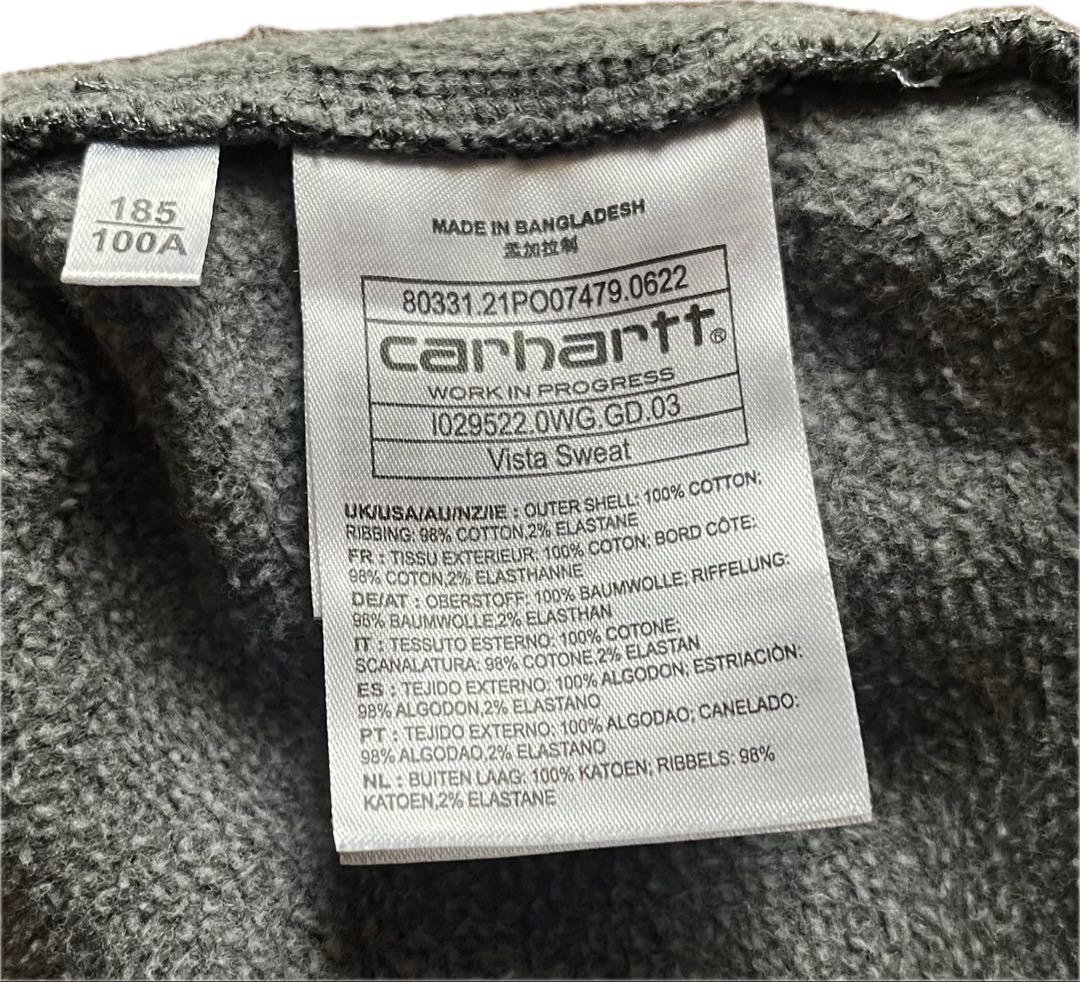 185
100A
MADE IN BANGLADESH
孟加拉制
80331.21PO07479.0622
carhartt®
WORK IN PROGRESS
I029522.0WG.GD.03
Vista Sweat
UK/USA/AU/NZ/IE : OUTER SHELL: 100% COTTON;
RIBBING: 98% COTTON,2% ELASTANE
FR : TISSU EXTERIEUR: 100% COTON; BORD CÔTE:
98% COTON,2% ELASTHANNE
DE/AT : OBERSTOFF: 100% BAUMWOLLE; RIFFELUNG:
98% BAUMWOLLE,2% ELASTHAN
IT : TESSUTO ESTERNO: 100% COTONE;
SCANALATURA: 98% COTONE,2% ELASTAN
ES : TEJIDO EXTERNO: 100% ALGODON; ESTRIACIÓN:
98% ALGODON,2% ELASTANO
PT : TEJIDO EXTERNO: 100% ALGODAO; CANELADO:
98% ALGODAO,2% ELASTANO
NL : BUITEN LAAG: 100% KATOEN; RIBBELS: 98%
KATOEN,2% ELASTANE